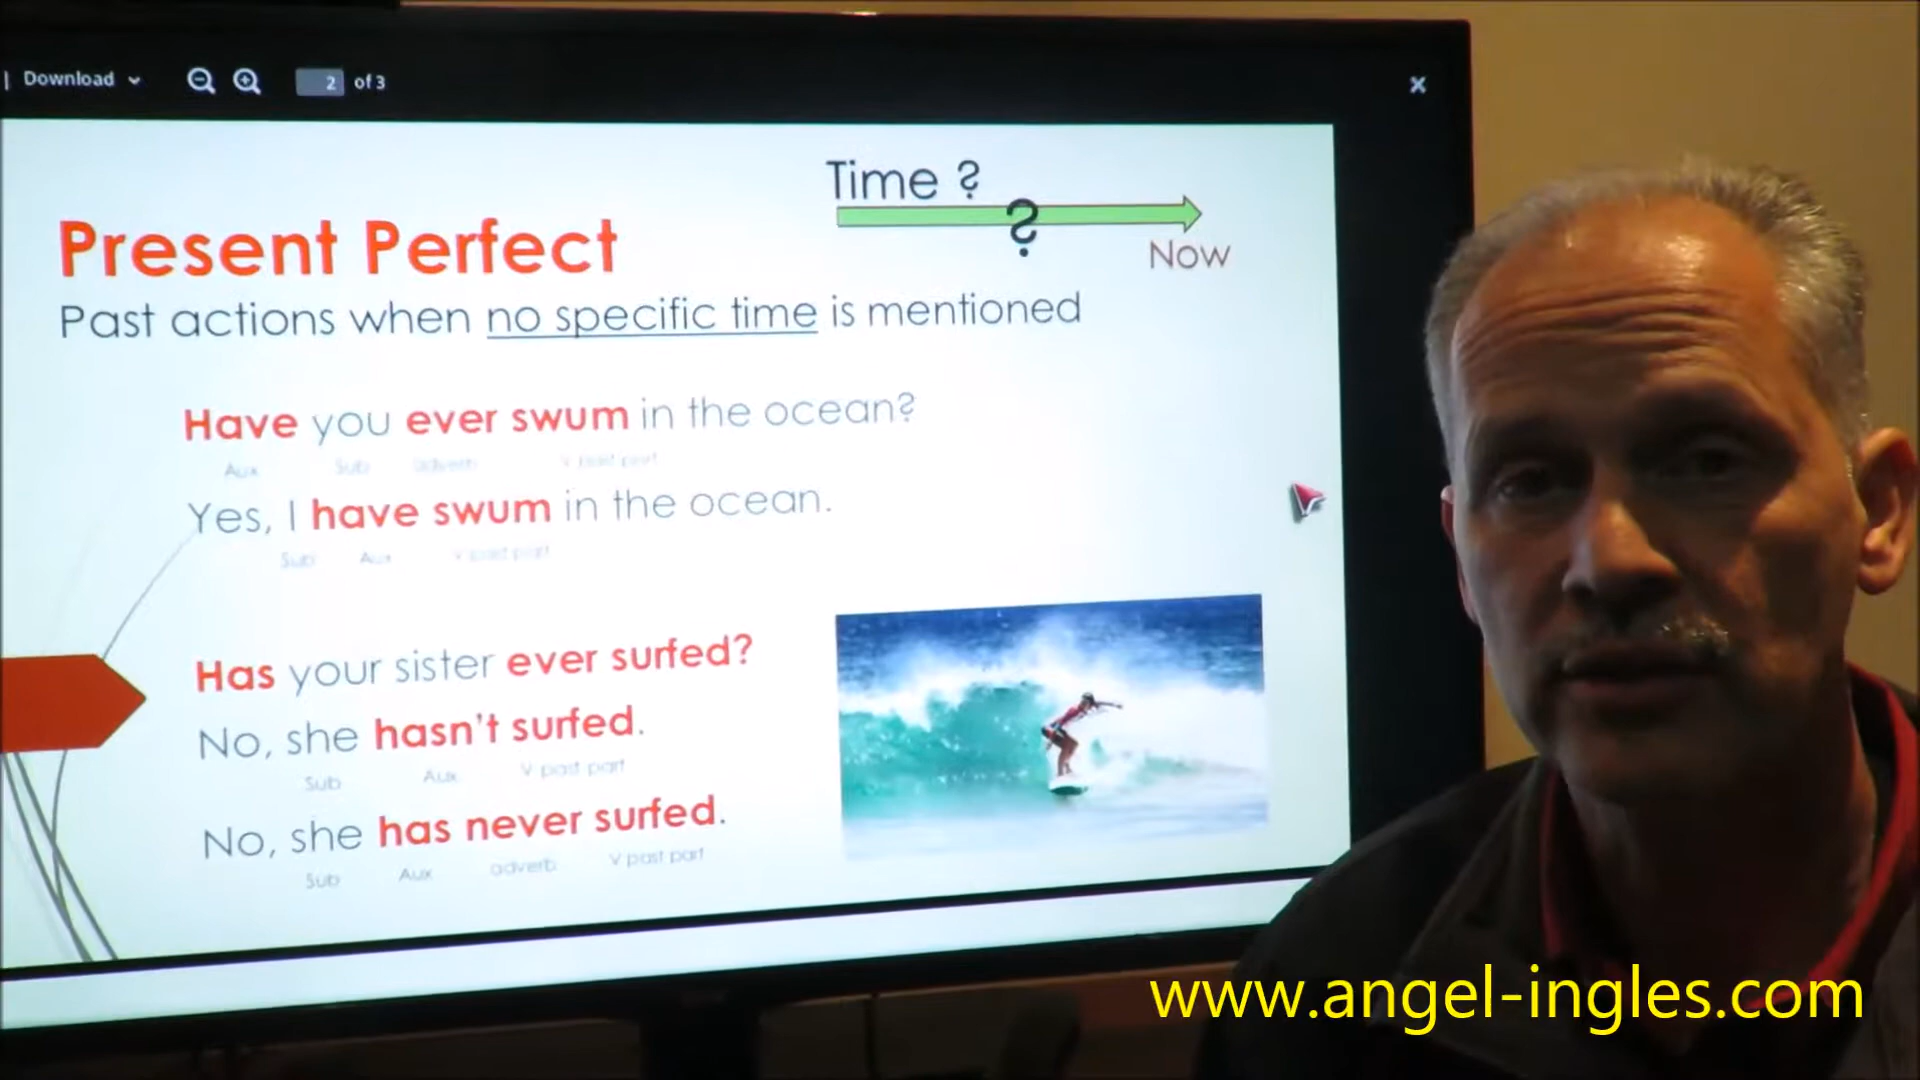 | Download
2 of 3
Time ?
?
Now
Present Perfect
Past actions when no specific time is mentioned
Have you ever swum in the ocean?
Aux Sub adverb V past part
Yes, I have swum in the ocean.
Sub Aux V past part
Has your sister ever surfed?
No, she hasn't surfed.
Sub Aux V past part
No, she has never surfed.
Sub Aux adverb V past part
www.angel-ingles.com